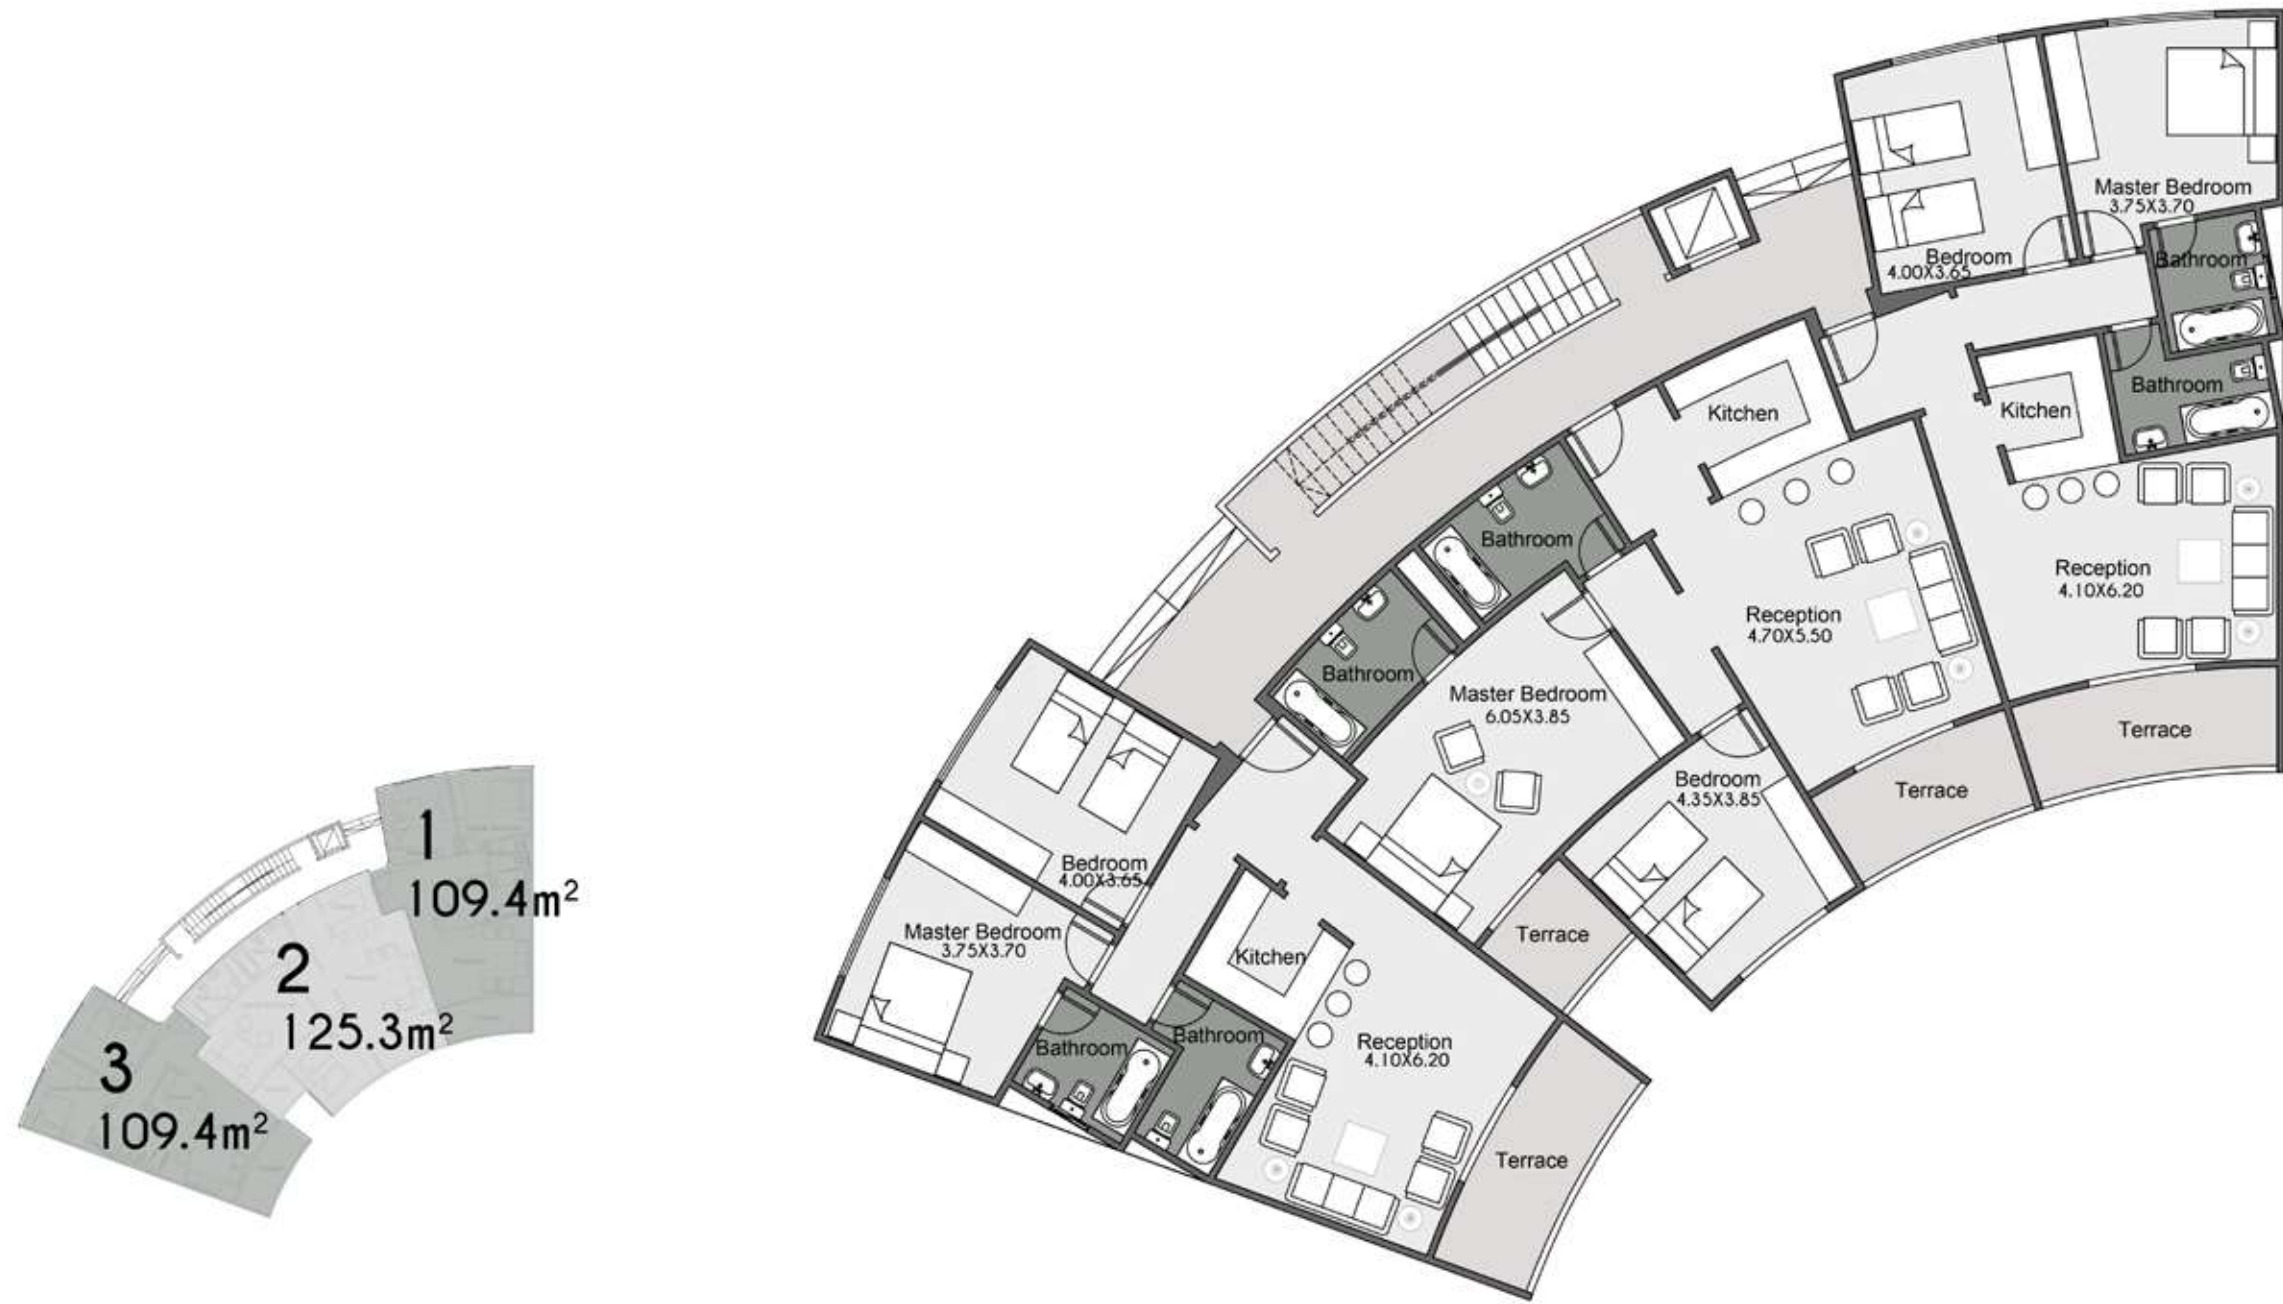 1
109.4m²
2
125.3m²
3
109.4m²
Master Bedroom
3.75X3.70
Bedroom
4.00X3.65
Bathroom
Bathroom
Kitchen
Kitchen
Reception
4.10X6.20
Reception
4.70X5.50
Terrace
Terrace
Bathroom
Bathroom
Master Bedroom
6.05X3.85
Bedroom
4.35X3.85
Terrace
Bedroom
4.00X3.65
Master Bedroom
3.75X3.70
Kitchen
Bathroom
Bathroom
Reception
4.10X6.20
Terrace